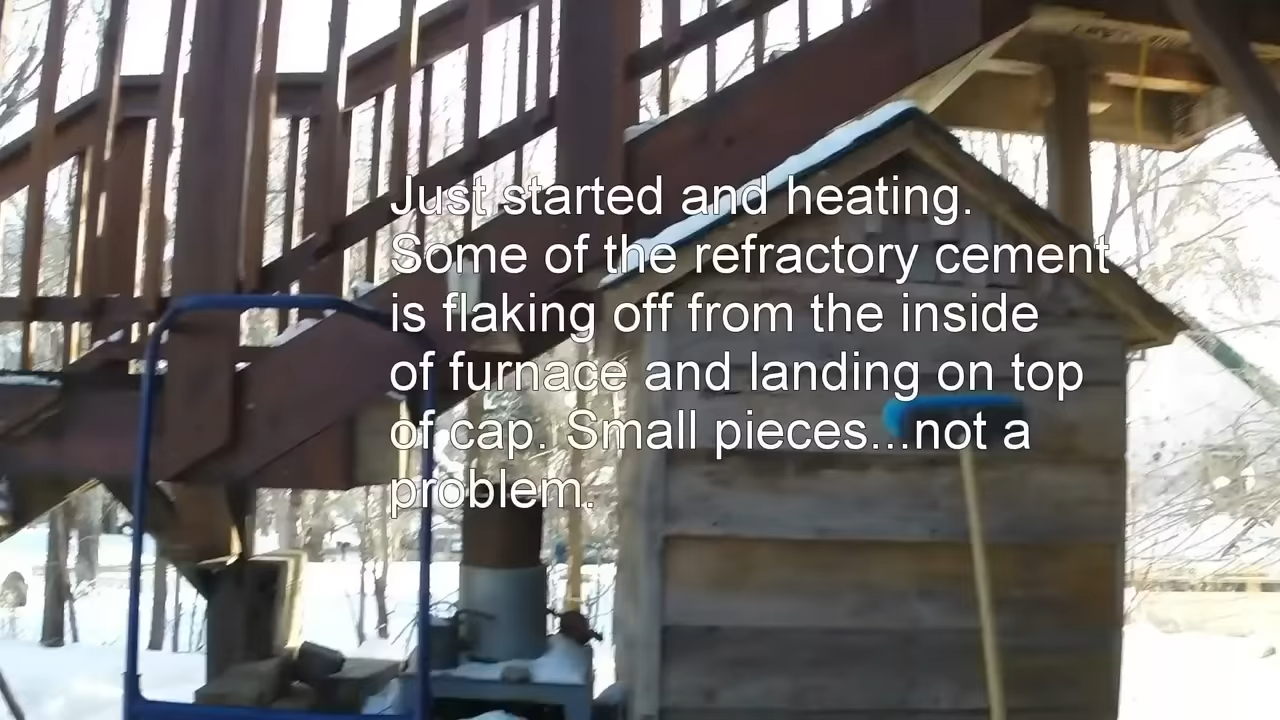 Just started and heating.
Some of the refractory cement
is flaking off from the inside
of furnace and landing on top
of cap. Small pieces...not a
problem.